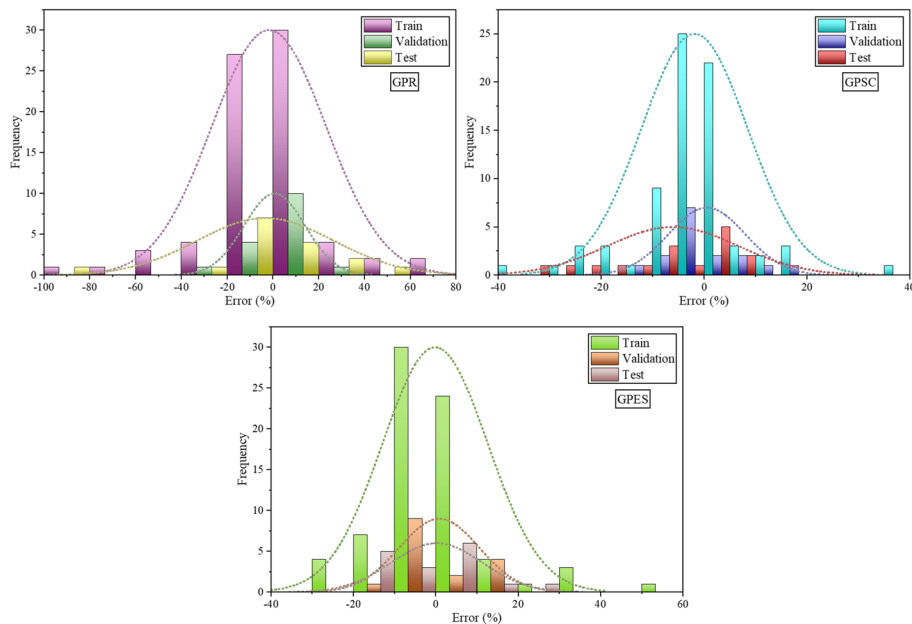 30
25
20
15
10
5
0
Frequency
Train
Validation
Test
GPR
-100 -80 -60 -40 -20 0 20 40 60 80
Error (%)
25
20
15
10
5
0
Frequency
Train
Validation
Test
GPSC
-40 -20 0 20 40
Error (%)
30
25
20
15
10
5
0
Frequency
Train
Validation
Test
GPES
-40 -20 0 20 40 60
Error (%)